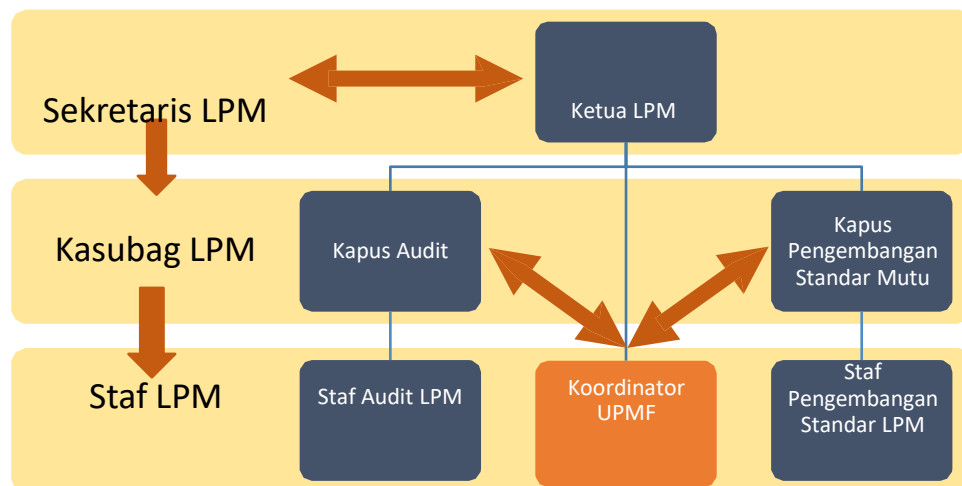 Sekretaris LPM
Ketua LPM
Kasubag LPM
Kapus Audit
Kapus
Pengembangan
Standar Mutu
Staf LPM
Staf Audit LPM
Koordinator
UPMF
Staf
Pengembangan
Standar LPM